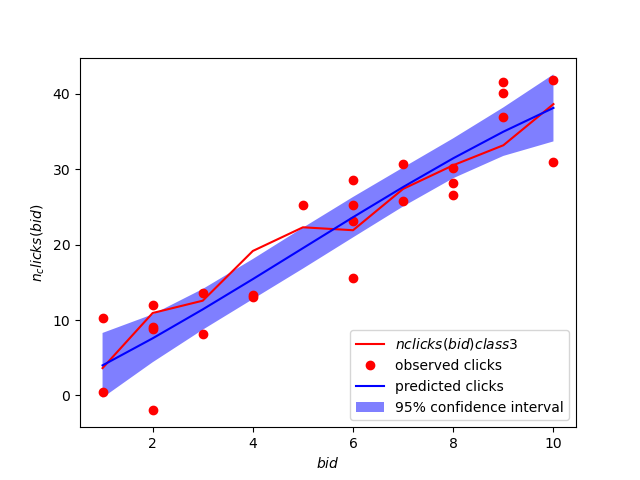 40
30
20
10
0
n_clicks(bid)
nclicks(bid)class3
observed clicks
predicted clicks
95% confidence interval
2
4
6
8
10
bid